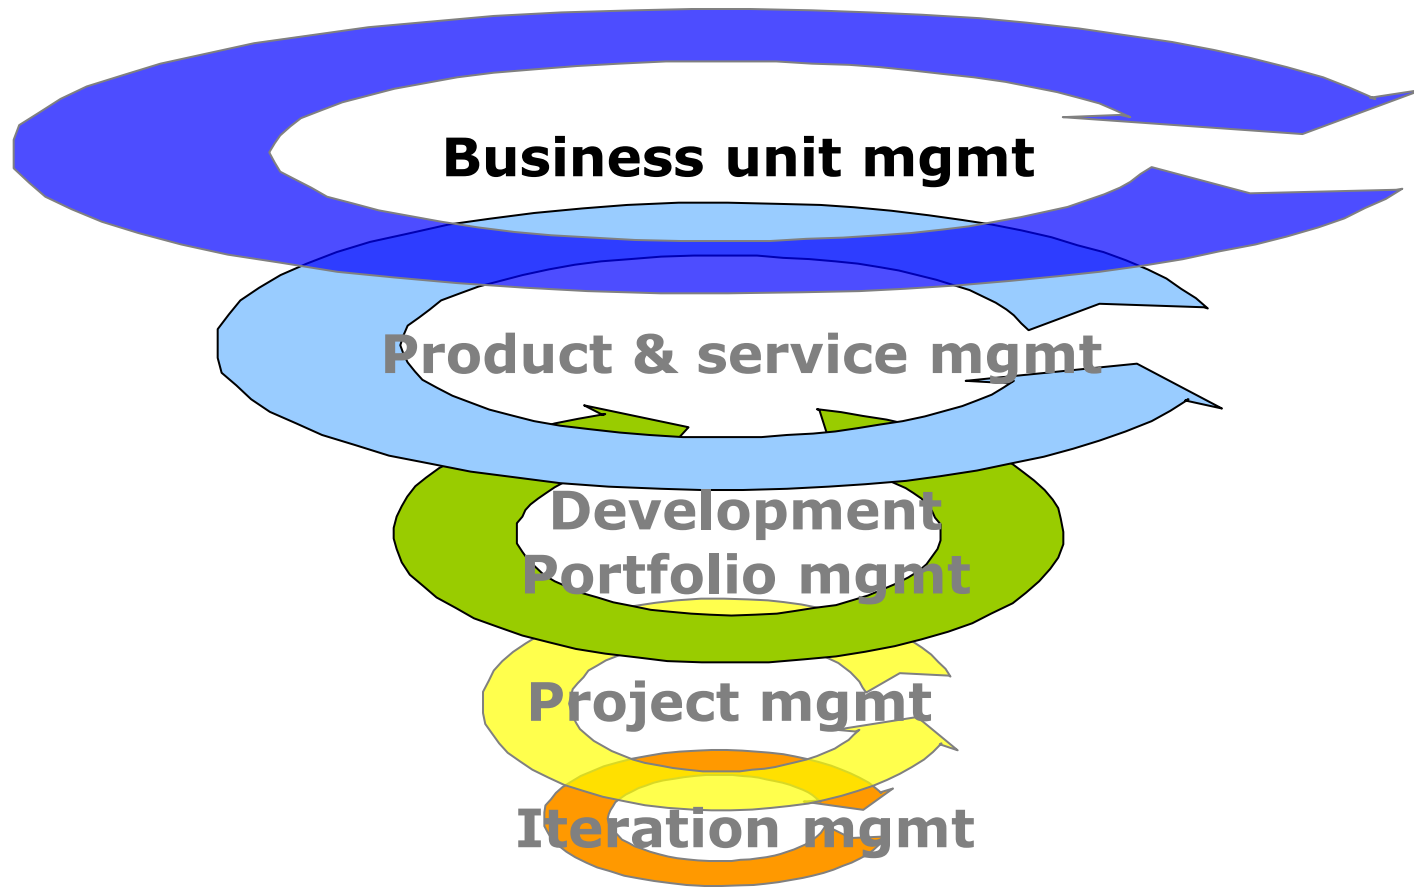 Business unit mgmt
Product & service mgmt
Development
Portfolio mgmt
Project mgmt
Iteration mgmt